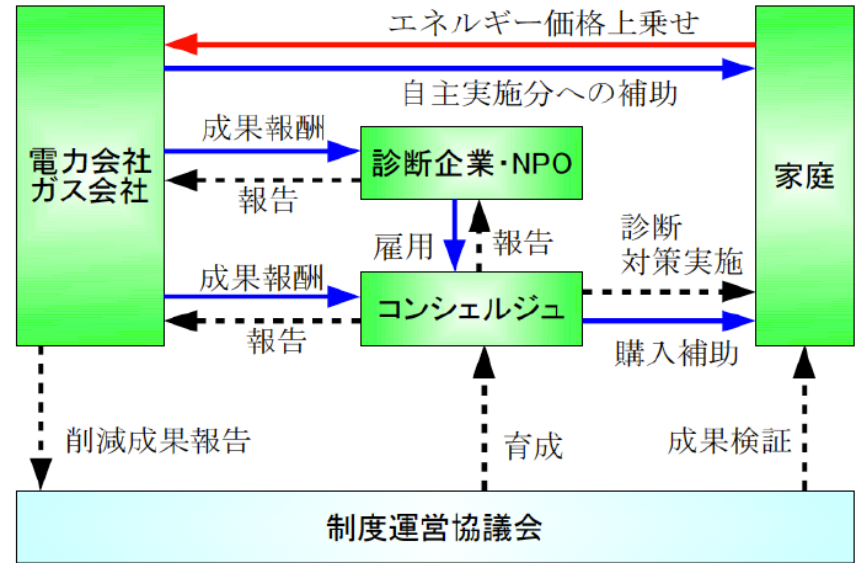 エネルギー価格上乗せ
自主実施分への補助
成果報酬
電力会社
ガス会社
診断企業・NPO
家庭
報告
雇用
報告
診断
対策実施
成果報酬
コンシェルジュ
報告
購入補助
削減成果報告
育成
成果検証
制度運営協議会